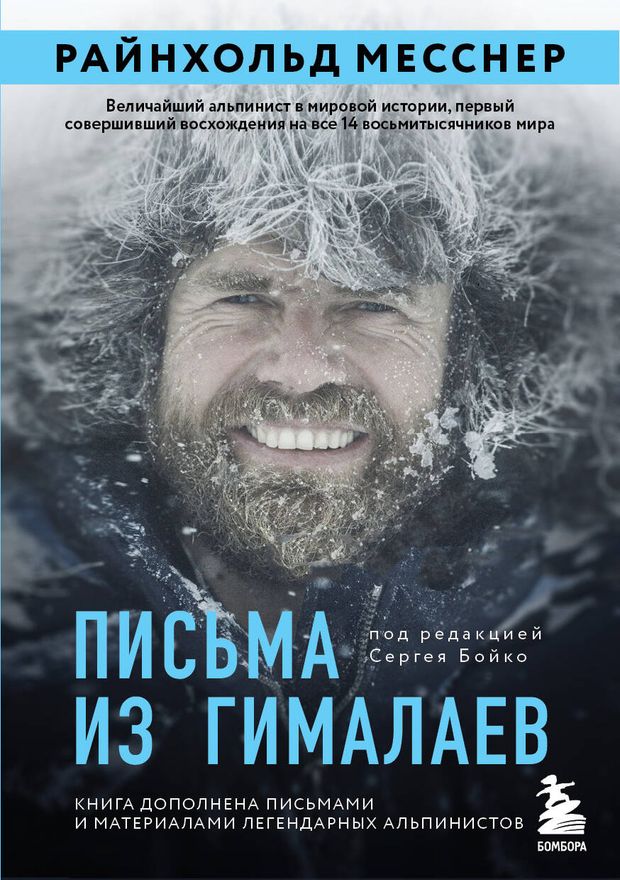 РАЙНХОЛЬД МЕССНЕР
Величайший альпинист в мировой истории, первый
совершивший восхождения на все 14 восьмитысячников мира
ПИСЬМА
под редакцией
Сергея Бойко
ИЗ ГИМАЛАЕВ
КНИГА ДОПОЛНЕНА ПИСЬМАМИ
И МАТЕРИАЛАМИ ЛЕГЕНДАРНЫХ АЛЬПИНИСТОВ
БОМБОРА